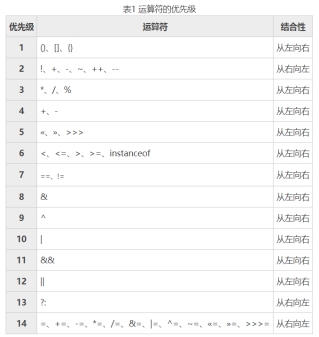 表1 运算符的优先级
优先级 运算符 结合性
1 ()、[]、{} 从左向右
2 !、+、-、~、++、-- 从右向左
3 *、/、% 从左向右
4 +、- 从左向右
5 «、»、>>> 从左向右
6 <、<=、>、>=、instanceof 从左向右
7 ==、!= 从左向右
8 & 从左向右
9 ^ 从左向右
10 | 从左向右
11 && 从左向右
12 || 从左向右
13 ?: 从右向左
14 =、+=、-=、*=、/=、&=、|=、^=、~=、«=、»=、>>>= 从右向左